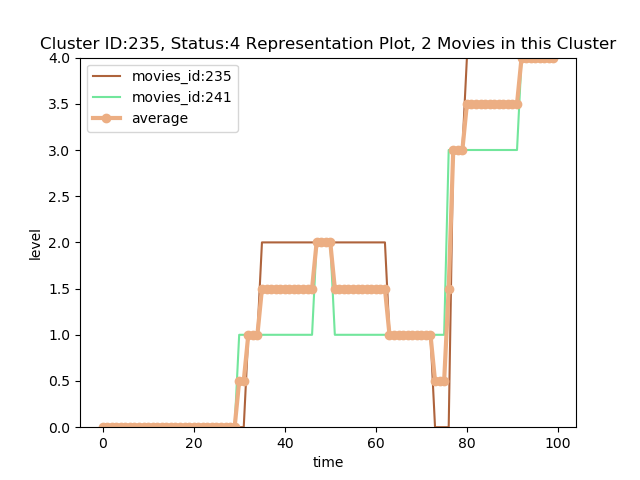 Cluster ID:235, Status:4 Representation Plot, 2 Movies in this Cluster
movies_id:235
movies_id:241
average
4.0
3.5
3.0
2.5
2.0
1.5
1.0
0.5
0.0
level
0 20 40 60 80 100
time